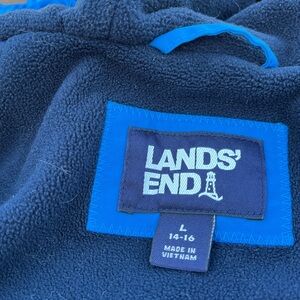 LANDS'
END
L
14-16
MADE IN
VIETNAM